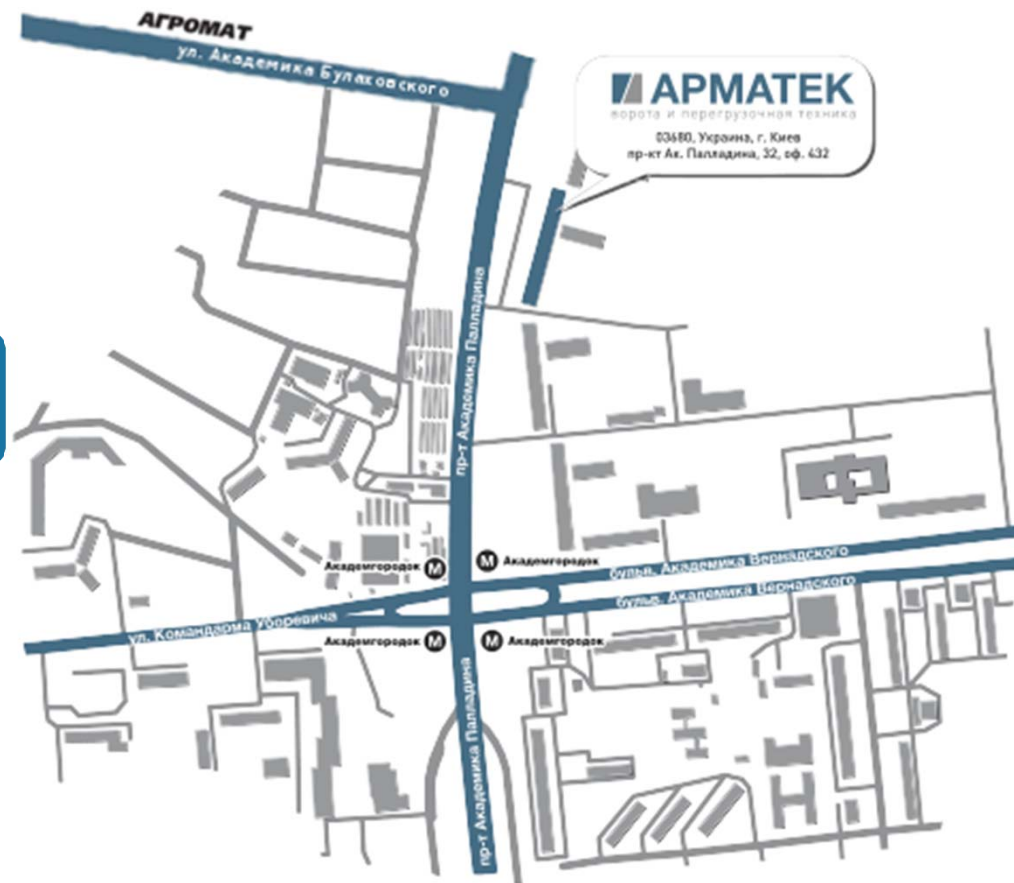 АГРОМАТ
ул. Академика Булаховского
АРМАТЕК
ворота и перегрузочная техника
03680, Украина, г. Киев
пр-кт Ак. Палладина, 32, оф. 432
пр-т Академика Палладина
М Академгородок
Академгородок М
бульв. Академика Вернадского
бульв. Академика Вернадского
ул. Командарма Уборевича
Академгородок М
М Академгородок
пр-т Академика Палладина